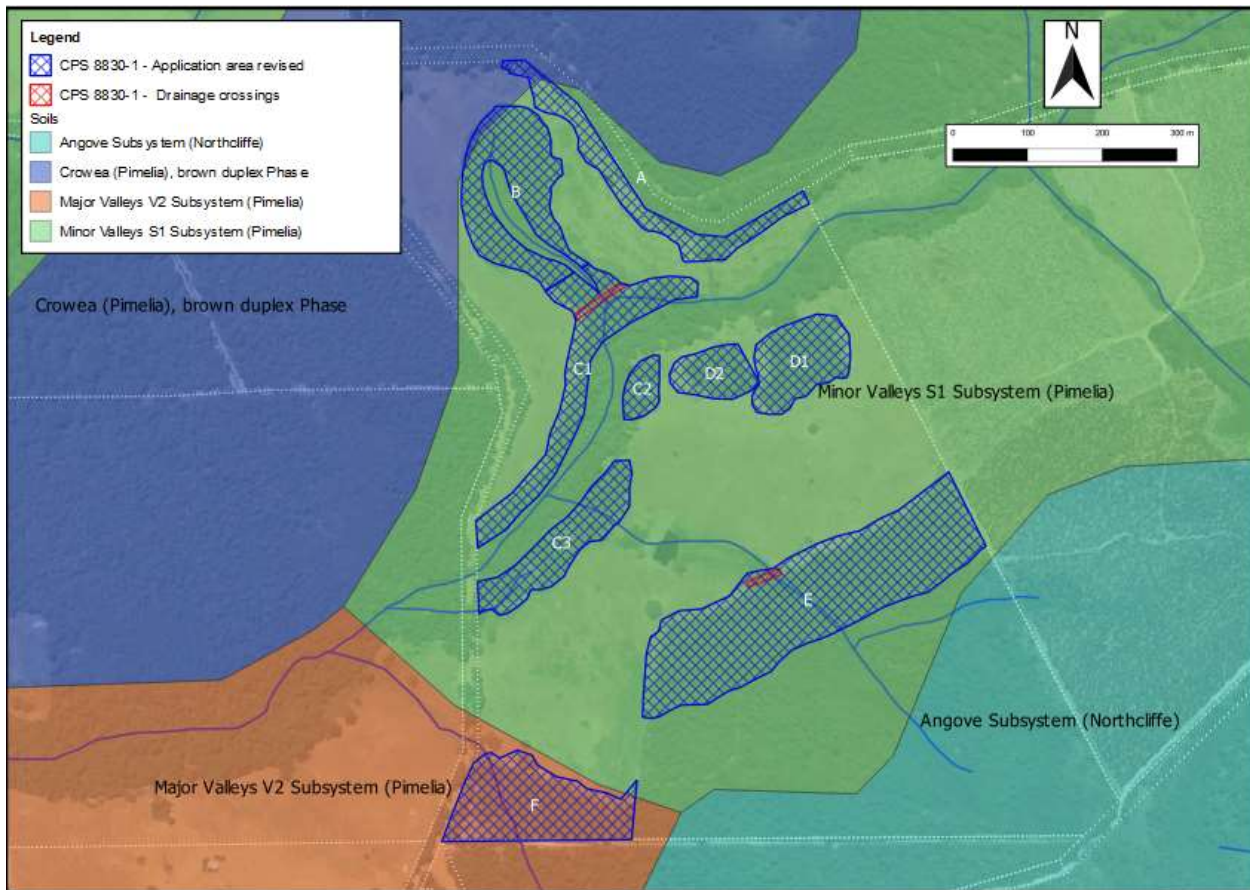 Legend
CPS 8830-1 - Application area revised
CPS 8830-1 - Drainage crossings
Soils
Angove Subsystem (Northcliffe)
Crowea (Pimelia), brown duplex Phase
Major Valleys V2 Subsystem (Pimelia)
Minor Valleys S1 Subsystem (Pimelia)
N
0 100 200 300 m
A
B
Crowea (Pimelia), brown duplex Phase
C1
C2
D2
D1
Minor Valleys S1 Subsystem (Pimelia)
C3
E
Angove Subsystem (Northcliffe)
Major Valleys V2 Subsystem (Pimelia)
F